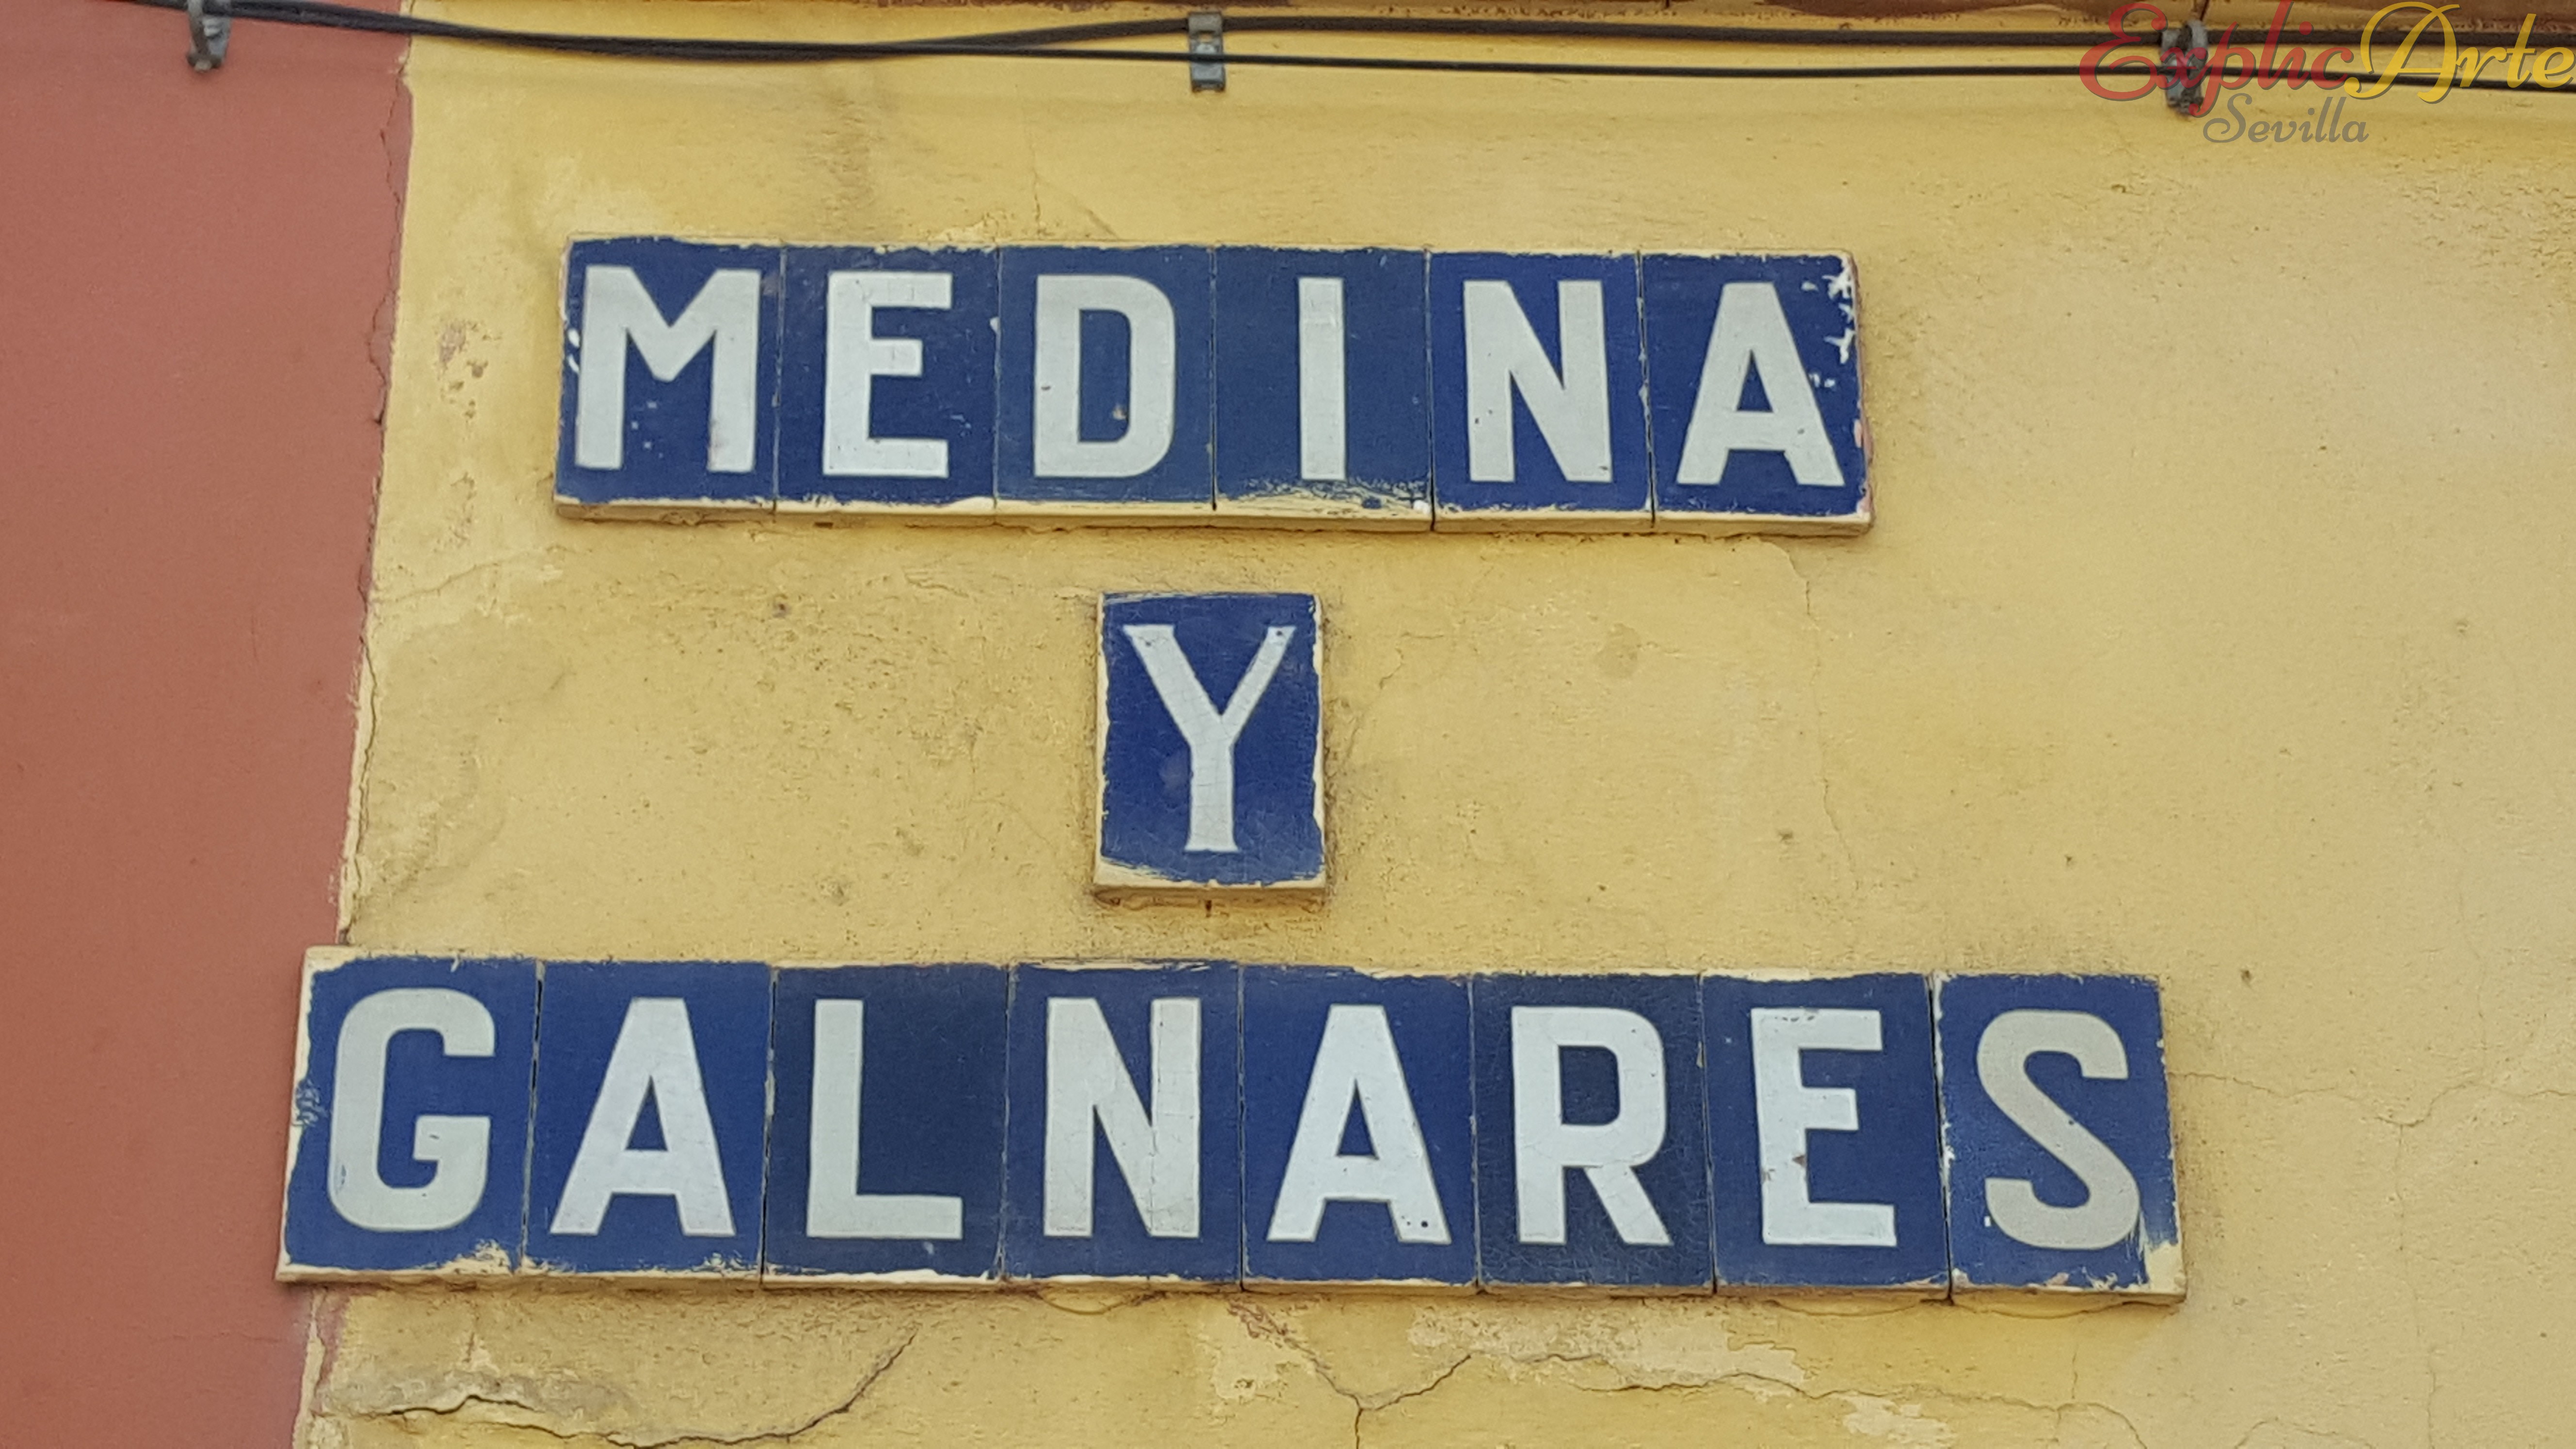 ExplicArte
Sevilla
MEDINA
Y
GALNARES